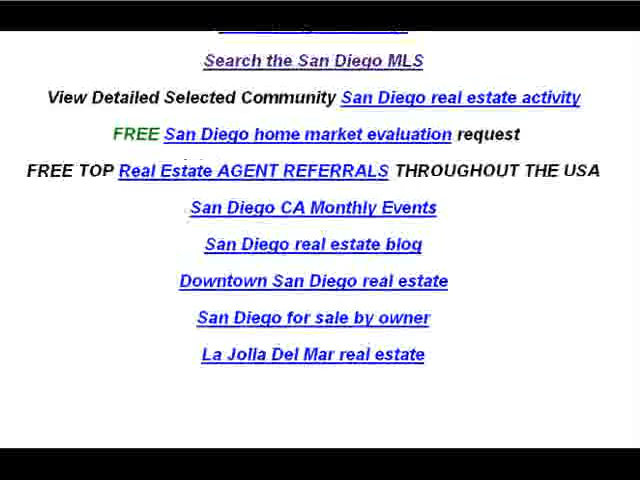 Search the San Diego MLS
View Detailed Selected Community San Diego real estate activity
FREE San Diego home market evaluation request
FREE TOP Real Estate AGENT REFERRALS THROUGHOUT THE USA
San Diego CA Monthly Events
San Diego real estate blog
Downtown San Diego real estate
San Diego for sale by owner
La Jolla Del Mar real estate